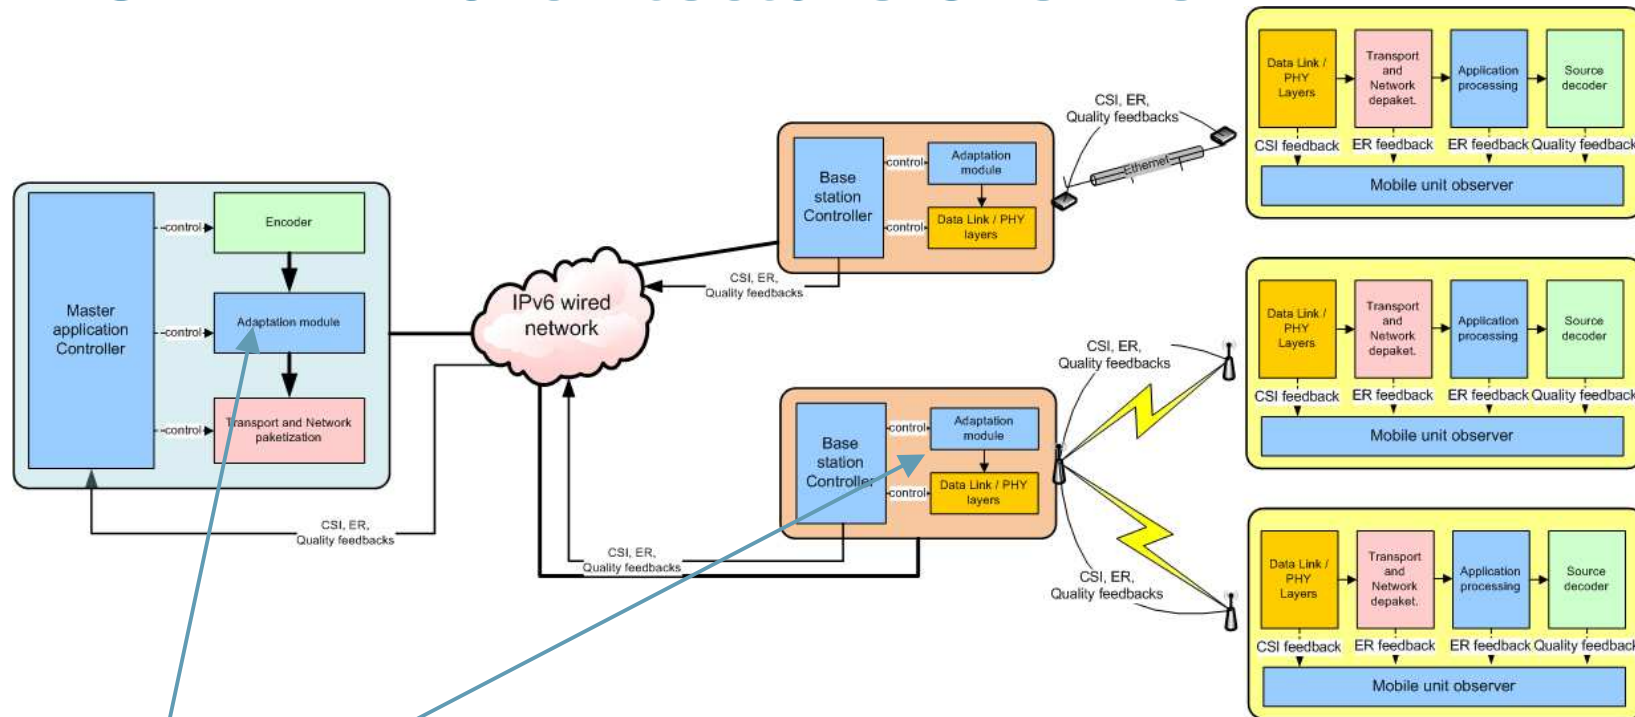 Master
application
Controller
control
Encoder
control
Adaptation module
control
Transport and Network
paketization
CSI, ER,
Quality feedbacks
IPv6 wired
network
CSI, ER,
Quality feedbacks
Base
station
Controller
control
Adaptation
module
control
Data Link / PHY
layers
CSI, ER,
Quality feedbacks
Ethernet
CSI, ER,
Quality feedbacks
Base
station
Controller
control
Adaptation
module
control
Data Link / PHY
layers
CSI, ER,
Quality feedbacks
CSI, ER,
Quality feedbacks
Data Link /
PHY
Layers
Transport
and
Network
depaket.
Application
processing
Source
decoder
CSI feedback
ER feedback
ER feedback
Quality feedback
Mobile unit observer
Data Link /
PHY
Layers
Transport
and
Network
depaket.
Application
processing
Source
decoder
CSI feedback
ER feedback
ER feedback
Quality feedback
Mobile unit observer
Data Link /
PHY
Layers
Transport
and
Network
depaket.
Application
processing
Source
decoder
CSI feedback
ER feedback
ER feedback
Quality feedback
Mobile unit observer